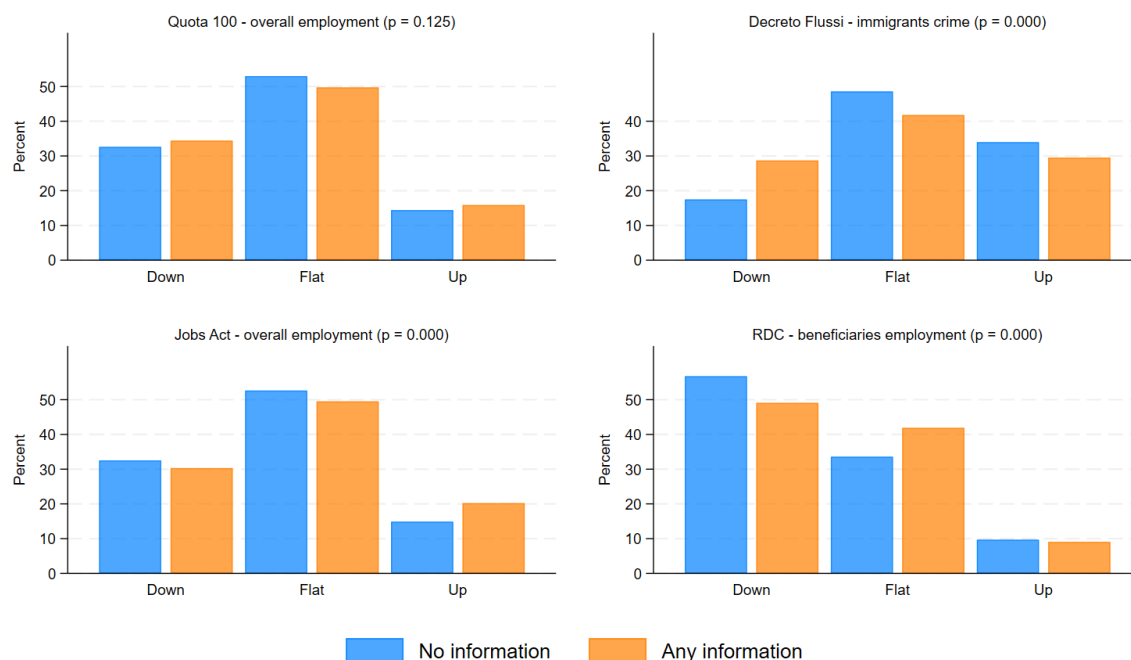 Quota 100 - overall employment (p = 0.125)
Percent
50
40
30
20
10
0
Down Flat Up
Decreto Flussi - immigrants crime (p = 0.000)
Percent
40
30
20
10
0
Down Flat Up
Jobs Act - overall employment (p = 0.000)
Percent
50
40
30
20
10
0
Down Flat Up
RDC - beneficiaries employment (p = 0.000)
Percent
50
40
30
20
10
0
Down Flat Up
No information Any information